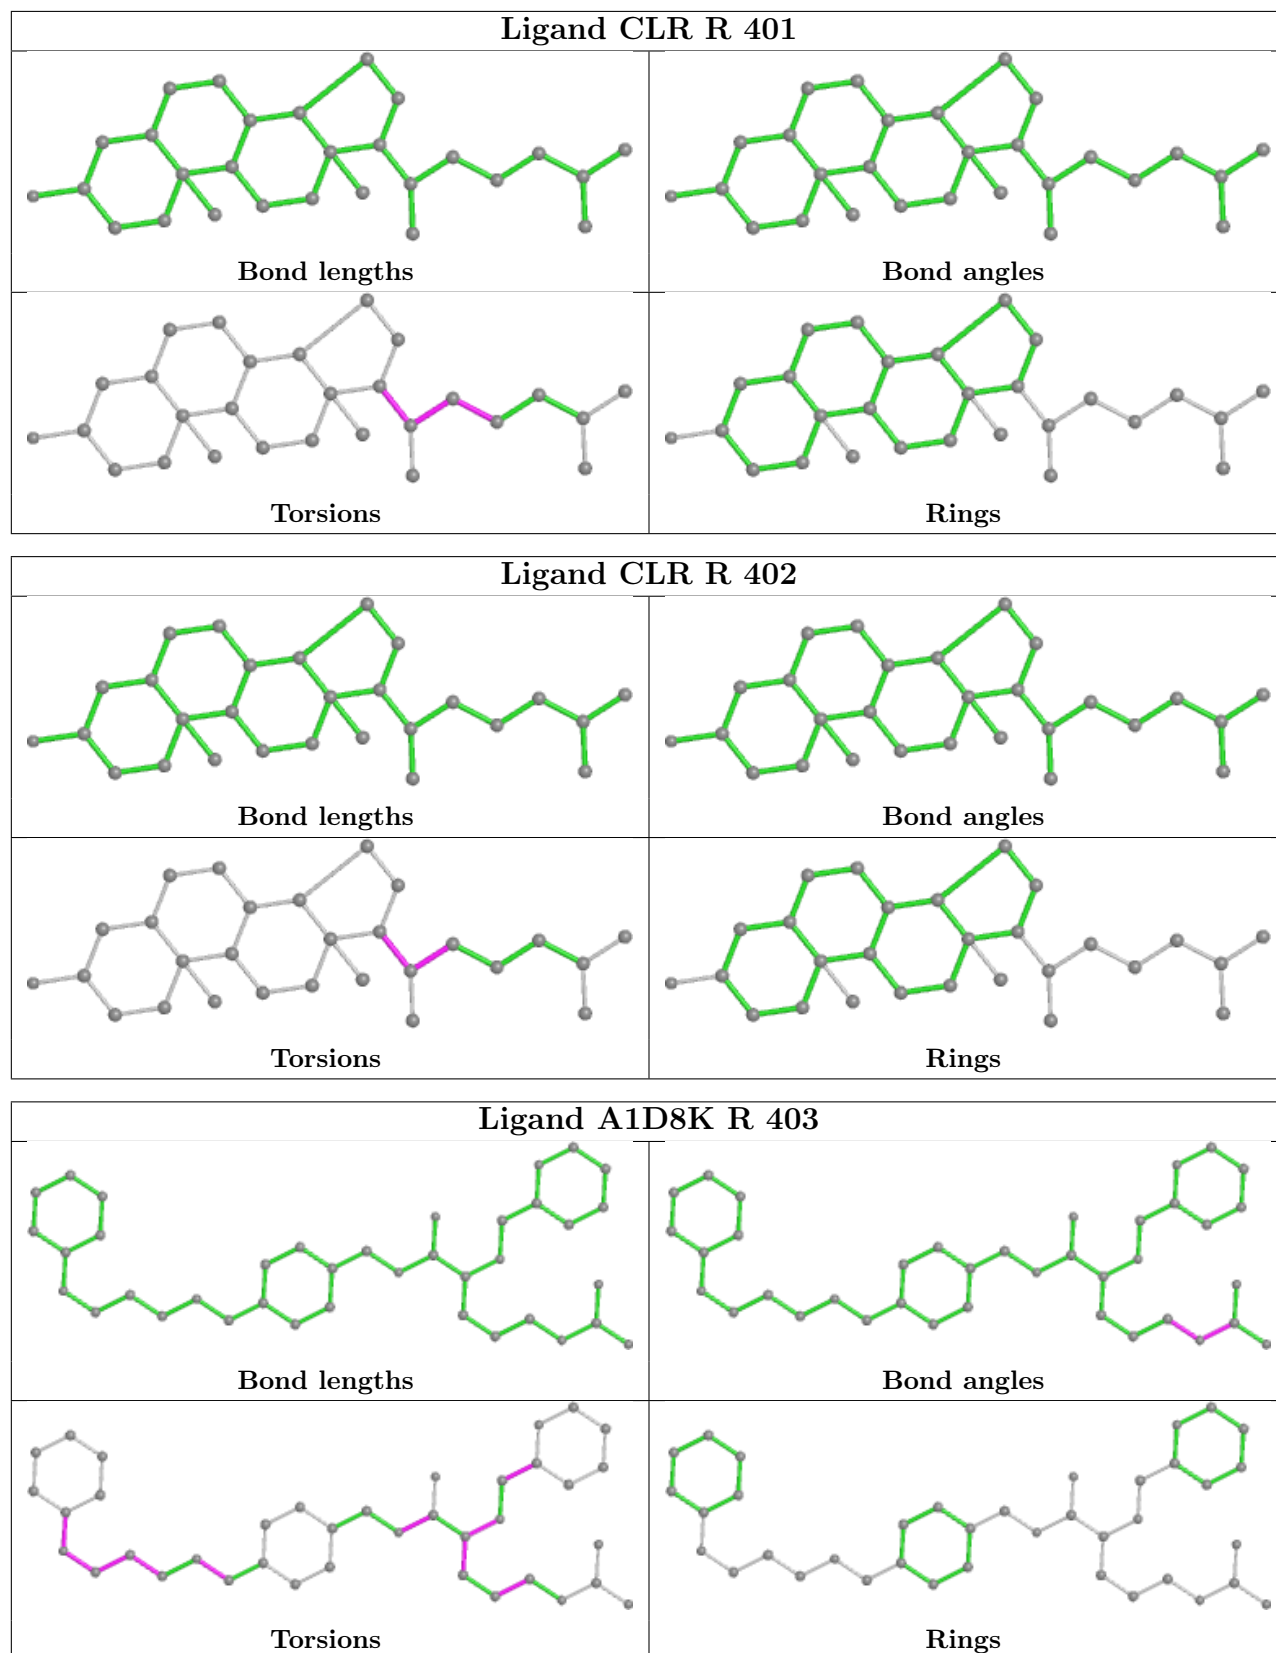 Ligand CLR R 401
Bond lengths
Bond angles
Torsions
Rings
Ligand CLR R 402
Bond lengths
Bond angles
Torsions
Rings
Ligand A1D8K R 403
Bond lengths
Bond angles
Torsions
Rings